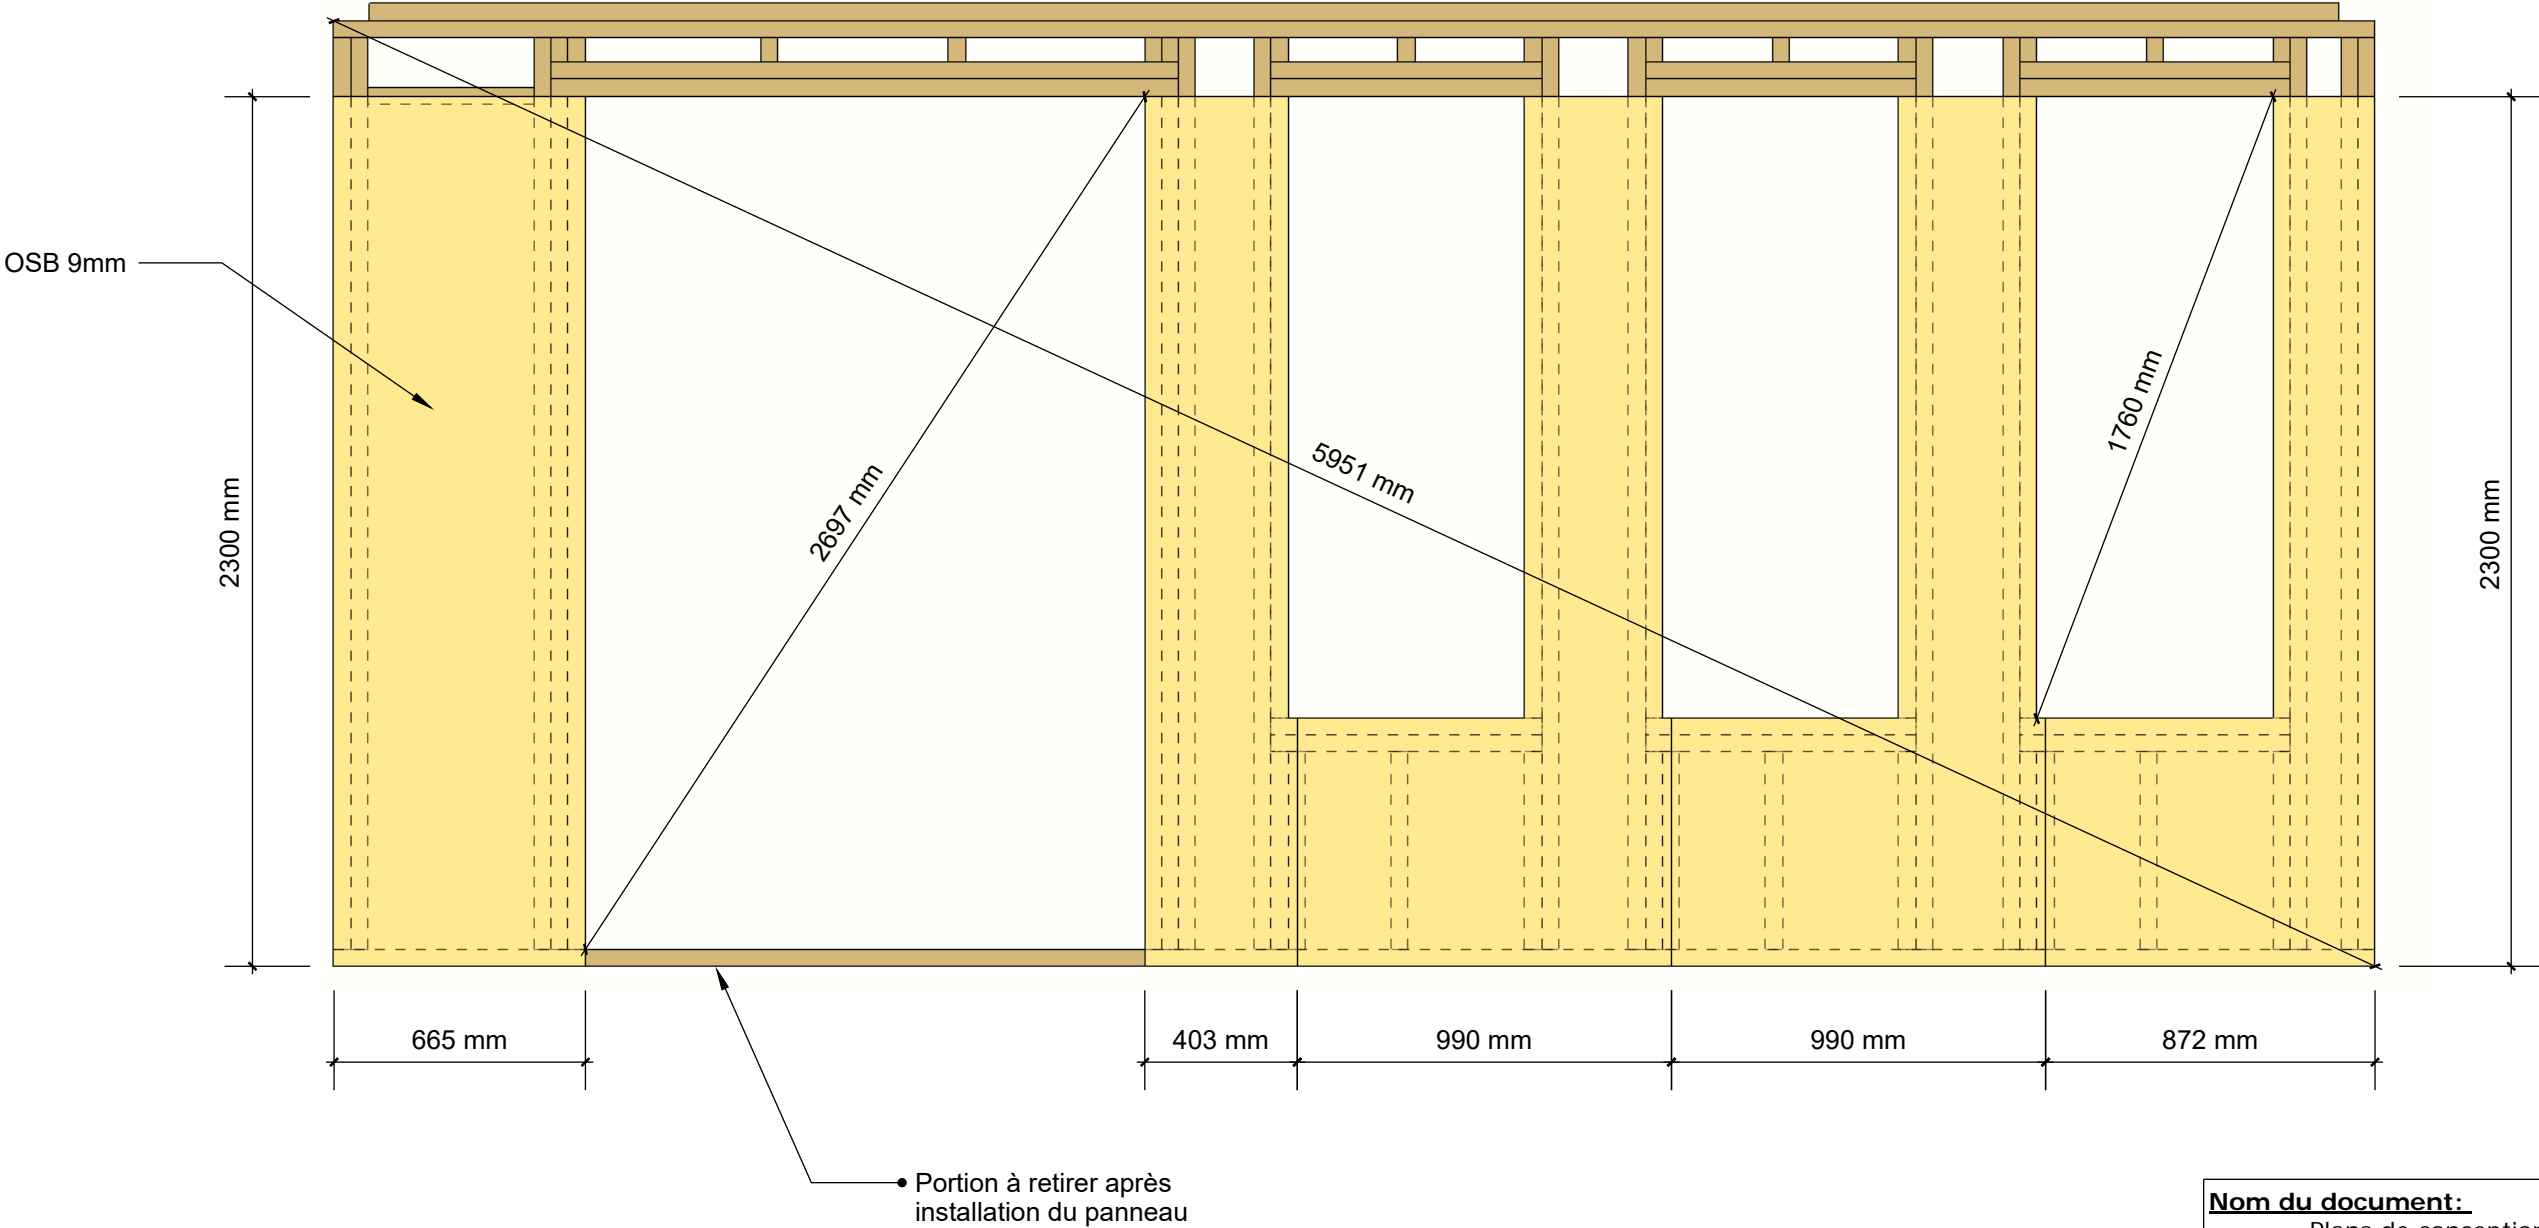 OSB 9mm
2300 mm
2697 mm
5951 mm
1760 mm
2300 mm
665 mm
403 mm
990 mm
990 mm
872 mm
Portion à retirer après
installation du panneau
Nom du document: